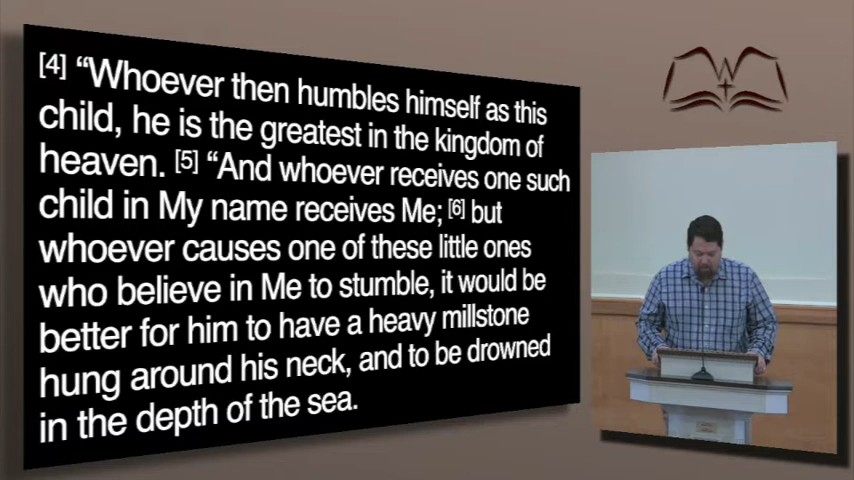 [4] “Whoever then humbles himself as this
child, he is the greatest in the kingdom of
heaven. [5] “And whoever receives one such
child in My name receives Me; [6] but
whoever causes one of these little ones
who believe in Me to stumble, it would be
better for him to have a heavy millstone
hung around his neck, and to be drowned
in the depth of the sea.